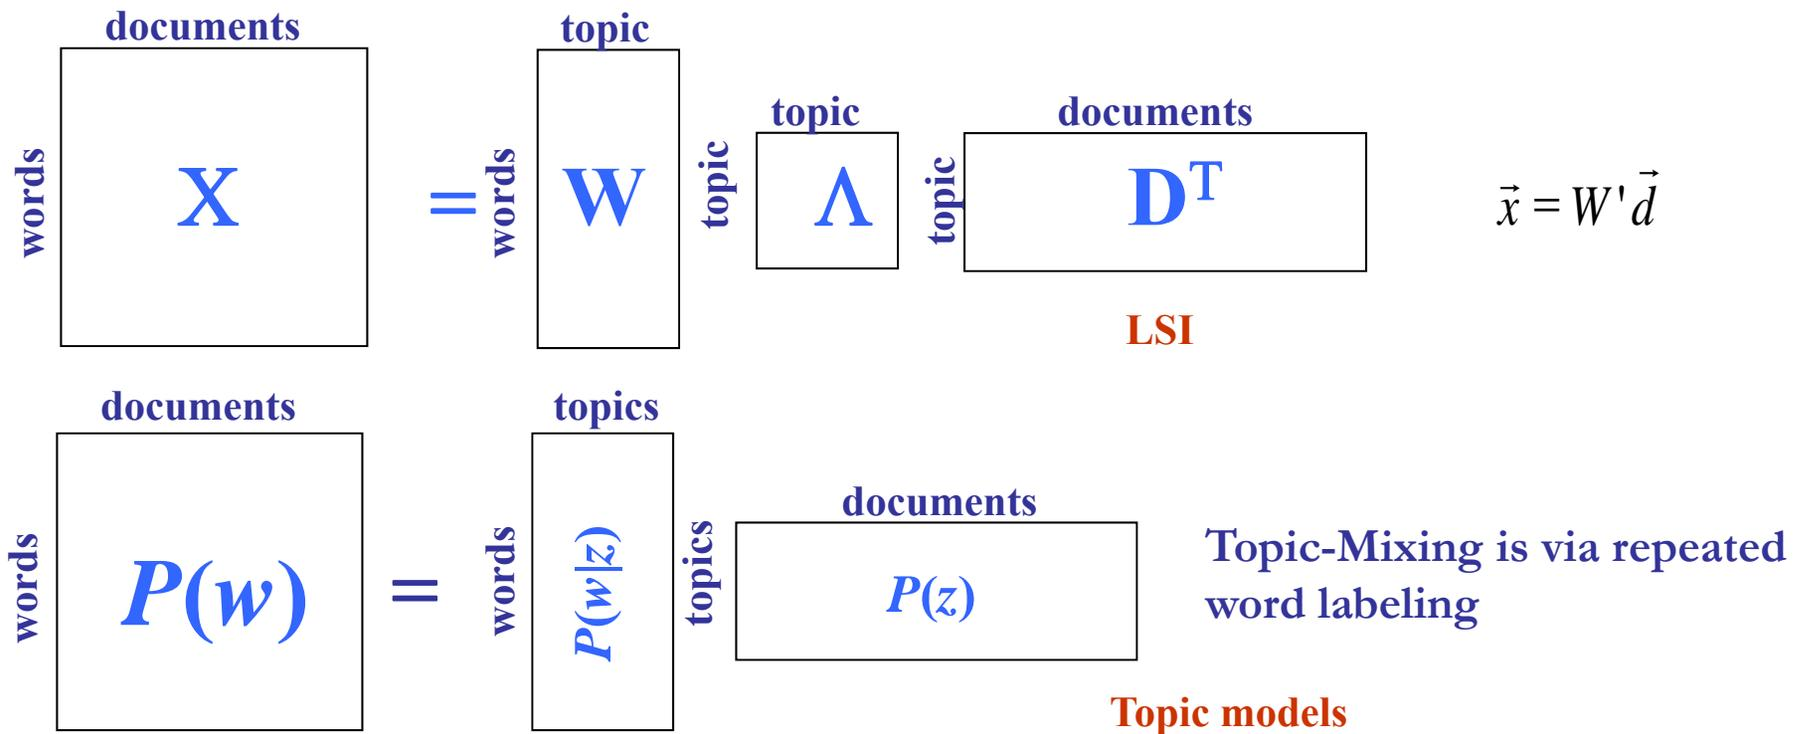 documents
topic
words
X
=
words
W
topic
topic
Λ
topic
documents
D^T
x⃗ = W'd⃗
LSI
documents
topics
words
P(w)
=
words
P(w|z)
topics
documents
P(z)
Topic-Mixing is via repeated
word labeling
Topic models